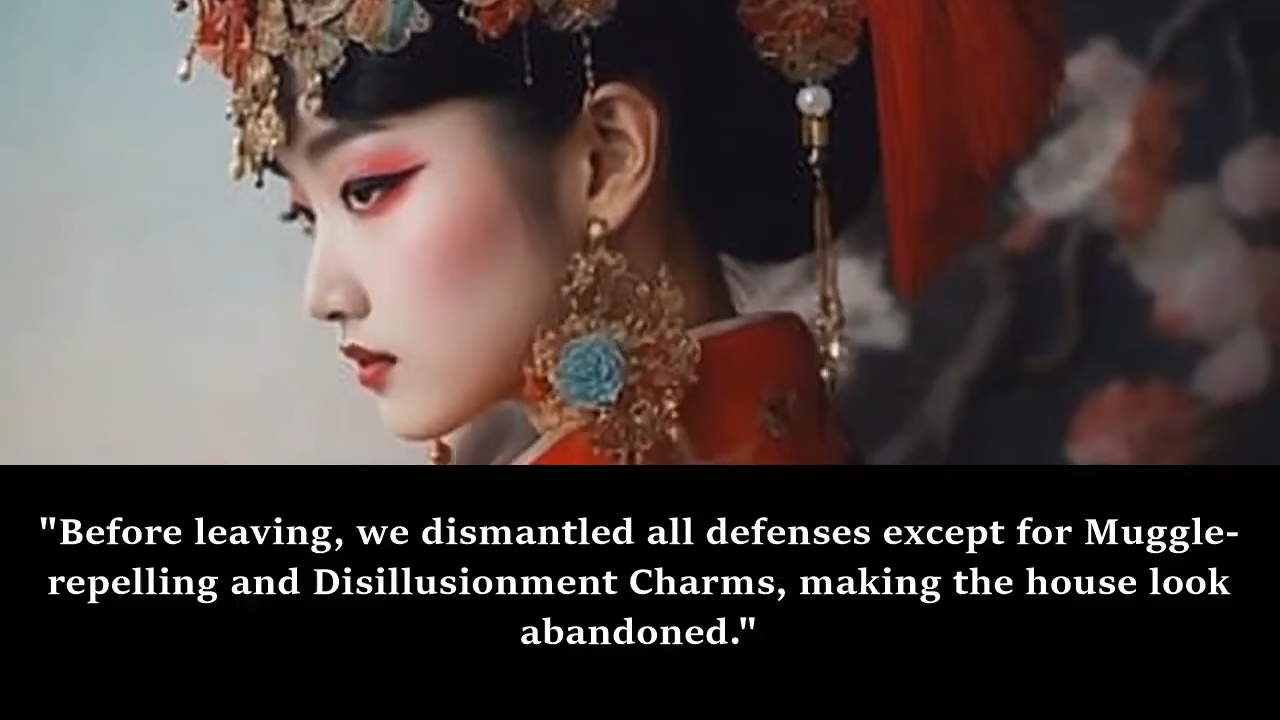 "Before leaving, we dismantled all defenses except for Muggle-
repelling and Disillusionment Charms, making the house look
abandoned."